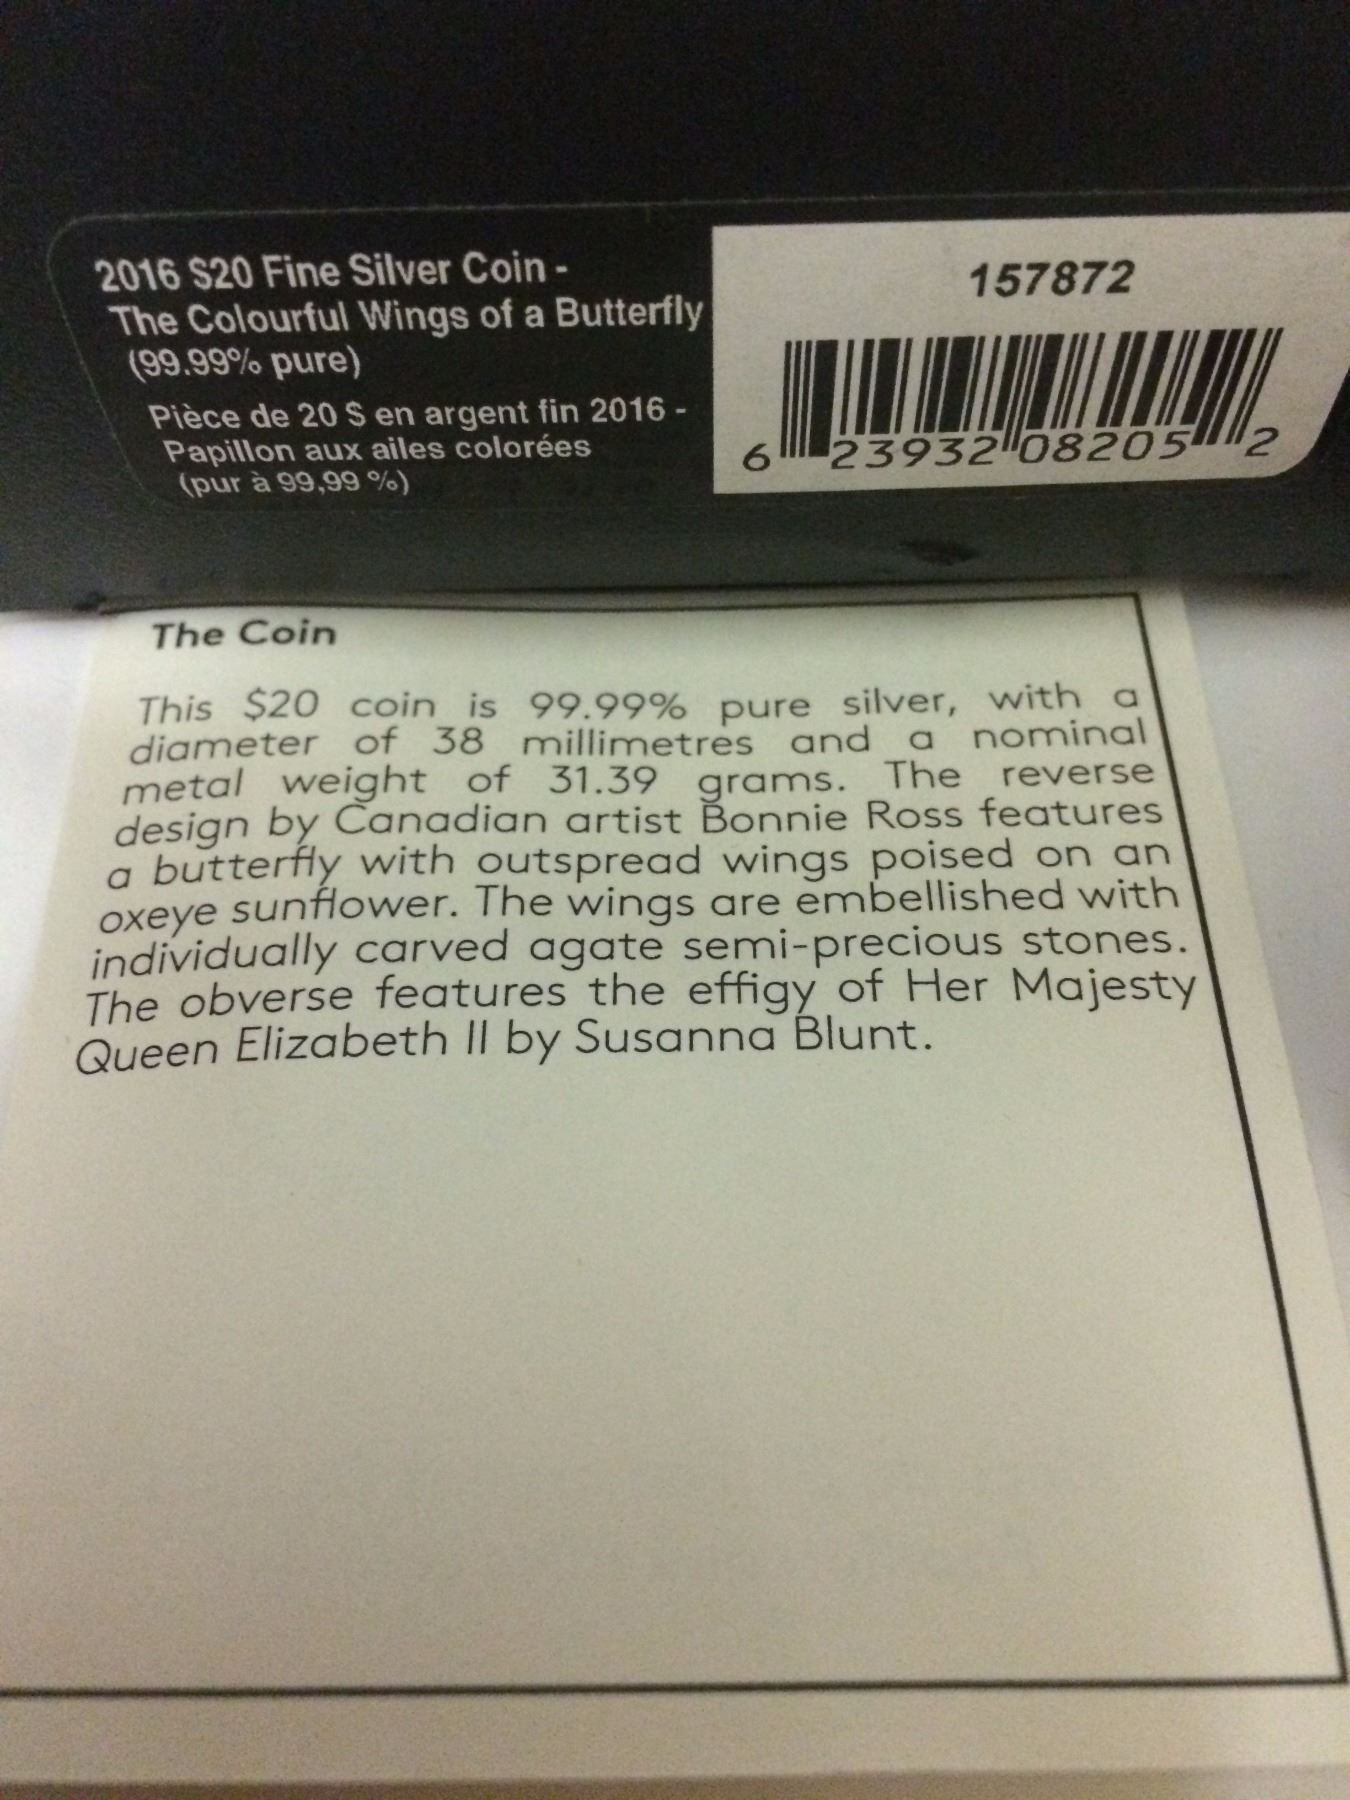 2016 $20 Fine Silver Coin -
The Colourful Wings of a Butterfly
(99.99% pure)
Pièce de 20 $ en argent fin 2016 -
Papillon aux ailes colorées
(pur à 99,99 %)
157872
6 23932 08205 2
The Coin
This $20 coin is 99.99% pure silver, with a
diameter of 38 millimetres and a nominal
metal weight of 31.39 grams. The reverse
design by Canadian artist Bonnie Ross features
a butterfly with outspread wings poised on an
oxeye sunflower. The wings are embellished with
individually carved agate semi-precious stones.
The obverse features the effigy of Her Majesty
Queen Elizabeth II by Susanna Blunt.